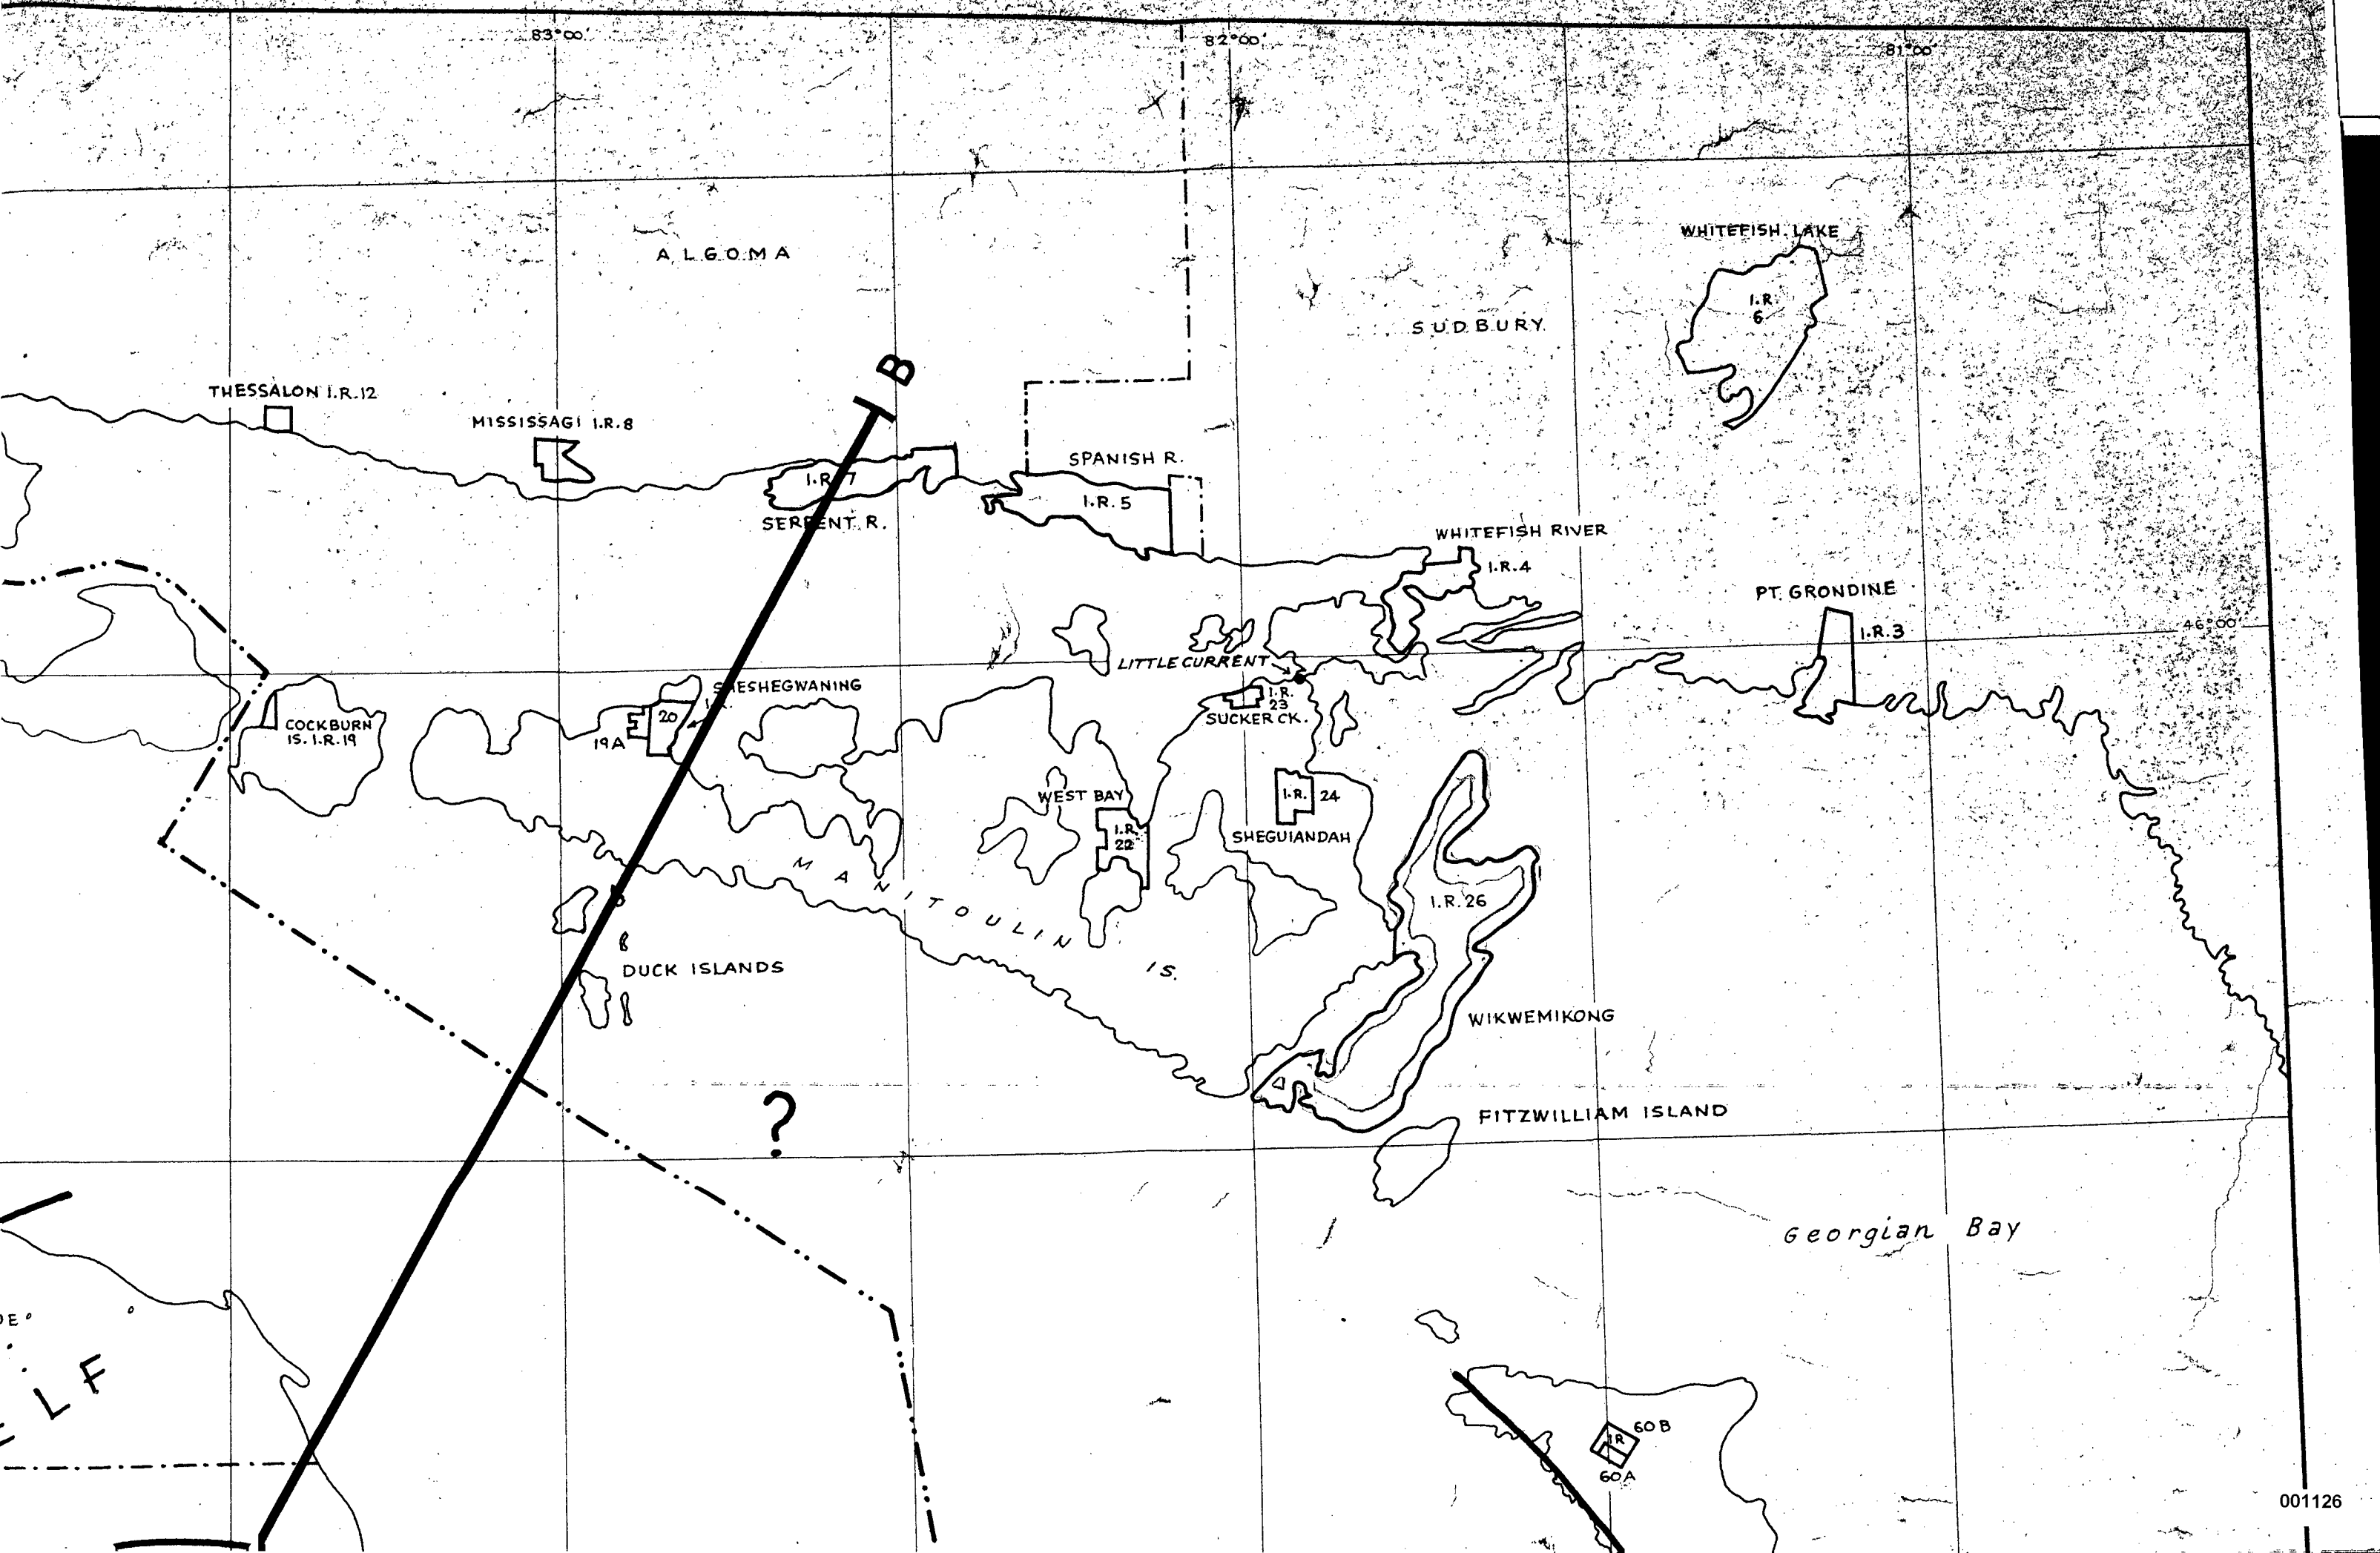 83°00'
82°00'
81°00'
WHITEFISH LAKE
I.R.
6
ALGOMA
SUDBURY
B
THESSALON I.R.12
MISSISSAGI I.R.8
SPANISH R.
I.R. 7
I.R. 5
SERPENT R.
WHITEFISH RIVER
I.R.4
PT. GRONDINE
I.R.3
46°00'
LITTLE CURRENT
SHESHEGWANING
I.R.
23
SUCKER CK.
20
19A
COCKBURN
IS. I.R.19
WEST BAY
I.R.
22
I.R. 24
SHEGUIANDAH
MANITOULIN IS.
I.R. 26
DUCK ISLANDS
WIKWEMIKONG
?
FITZWILLIAM ISLAND
Georgian Bay
ELF
60B
IR
60A
001126